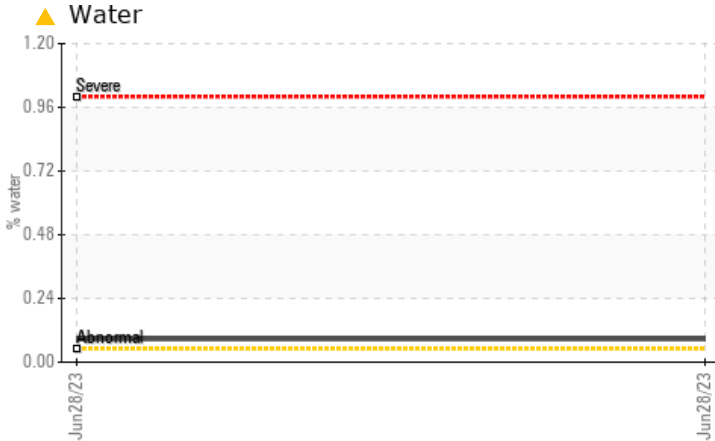 Water
1.20
Severe
0.96
0.72
% water
0.48
0.24
Abnormal
0.00
Jun28/23
Jun28/23